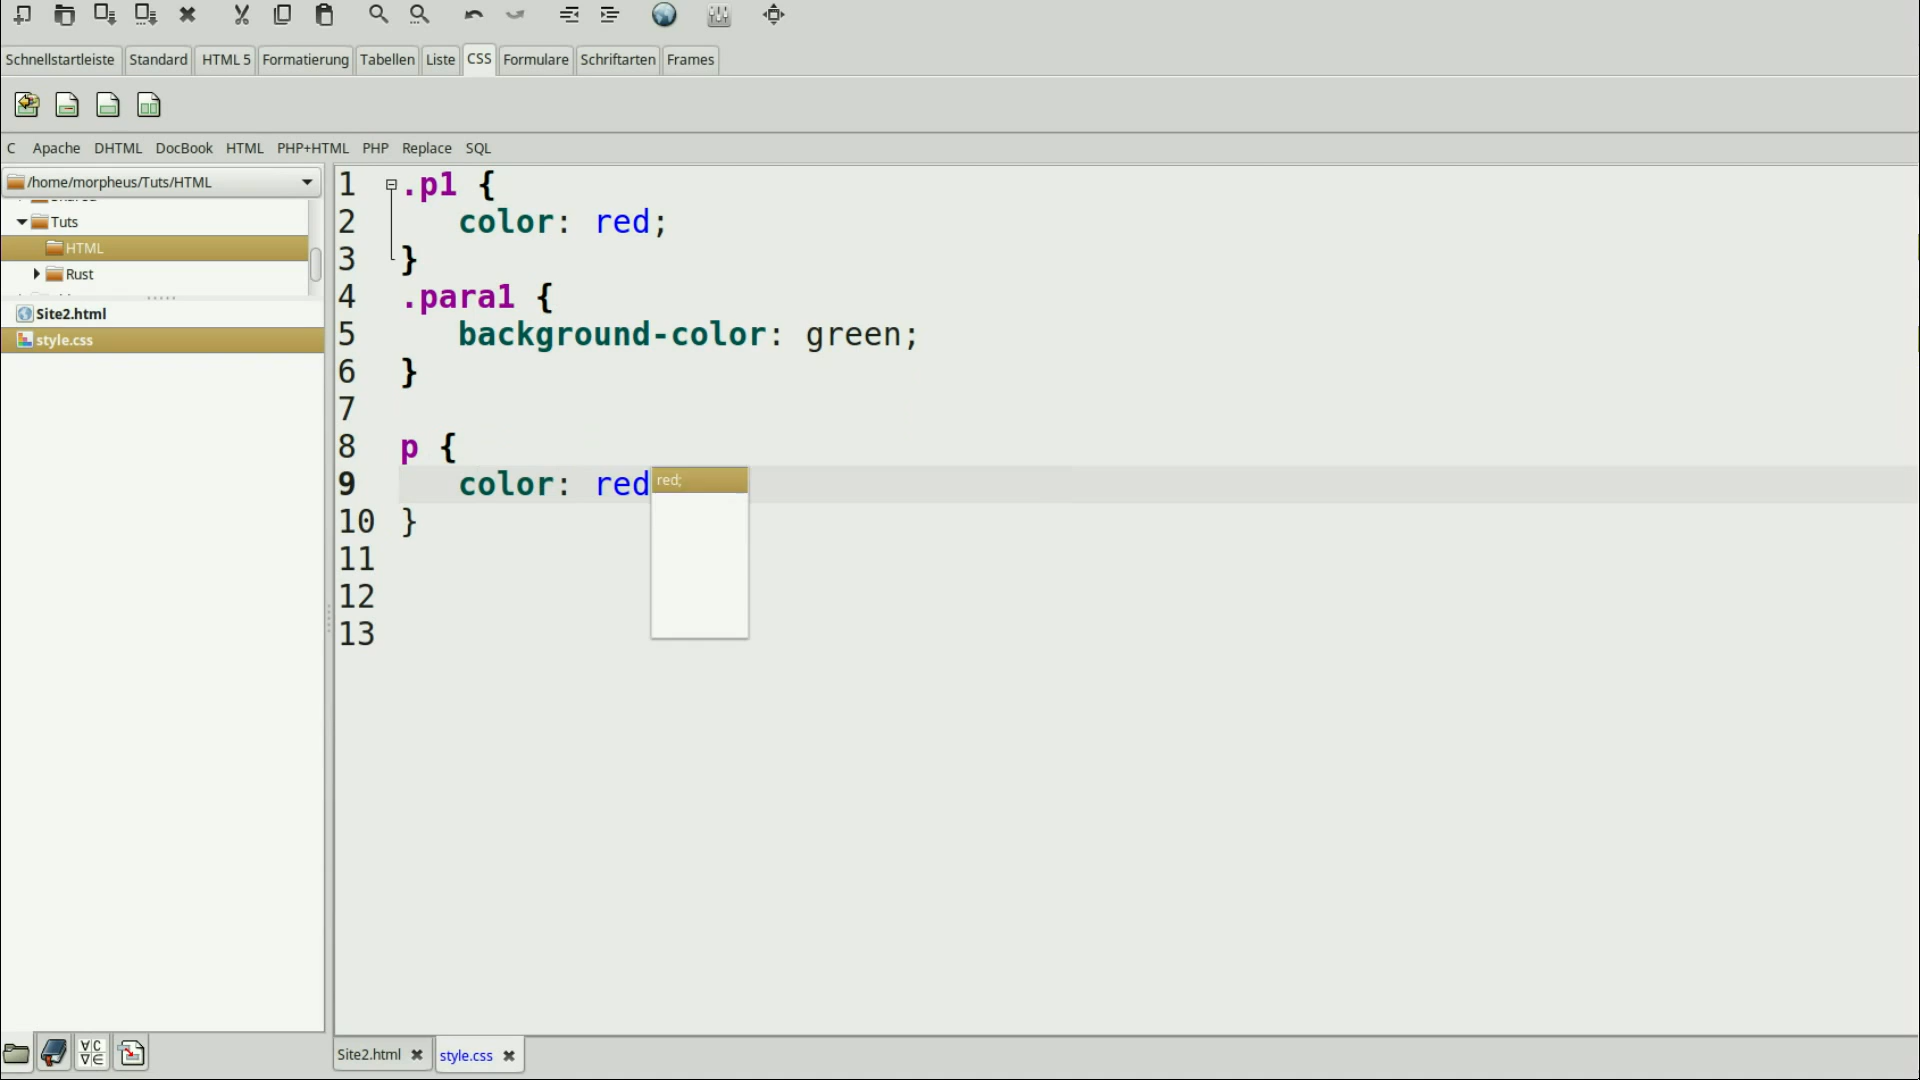 Schnellstartleiste Standard HTML 5 Formatierung Tabellen Liste CSS Formulare Schriftarten Frames
C Apache DHTML DocBook HTML PHP+HTML PHP Replace SQL
/home/morpheus/Tuts/HTML
Tuts
HTML
Rust
Site2.html
style.css
1 .p1 {
2 color: red;
3 }
4 .para1 {
5 background-color: green;
6 }
7
8 p {
9 color: red
red;
10 }
11
12
13
Site2.html style.css